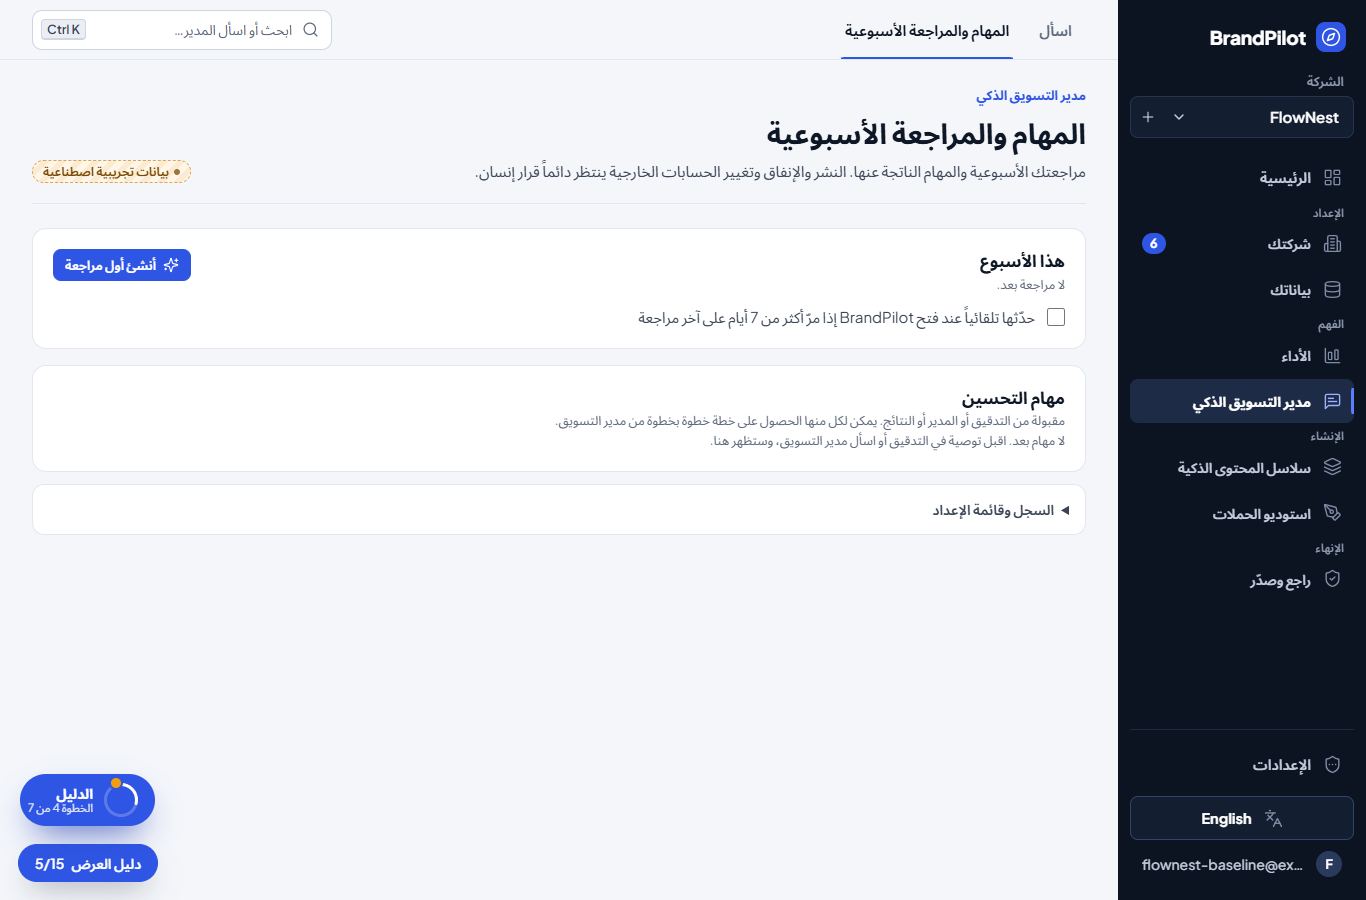 BrandPilot
الشركة
FlowNest
الرئيسية
الإعداد
شركتك
6
بياناتك
الفهم
الأداء
مدير التسويق الذكي
الإنشاء
سلاسل المحتوى الذكية
استوديو الحملات
الإنهاء
راجع وصدّر
الإعدادات
English
F
flownest-baseline@ex...
اسأل
المهام والمراجعة الأسبوعية
ابحث أو اسأل المدير...
Ctrl K
مدير التسويق الذكي
المهام والمراجعة الأسبوعية
مراجعتك الأسبوعية والمهام الناتجة عنها. النشر والإنفاق وتغيير الحسابات الخارجية ينتظر دائماً قرار إنسان.
بيانات تجريبية اصطناعية
هذا الأسبوع
لا مراجعة بعد.
أنشئ أول مراجعة
حدّثها تلقائياً عند فتح BrandPilot إذا مرّ أكثر من 7 أيام على آخر مراجعة
مهام التحسين
مقبولة من التدقيق أو المدير أو النتائج. يمكن لكل منها الحصول على خطة خطوة بخطوة من مدير التسويق.
لا مهام بعد. اقبل توصية في التدقيق أو اسأل مدير التسويق، وستظهر هنا.
السجل وقائمة الإعداد
الدليل
الخطوة 4 من 7
دليل العرض 5/15